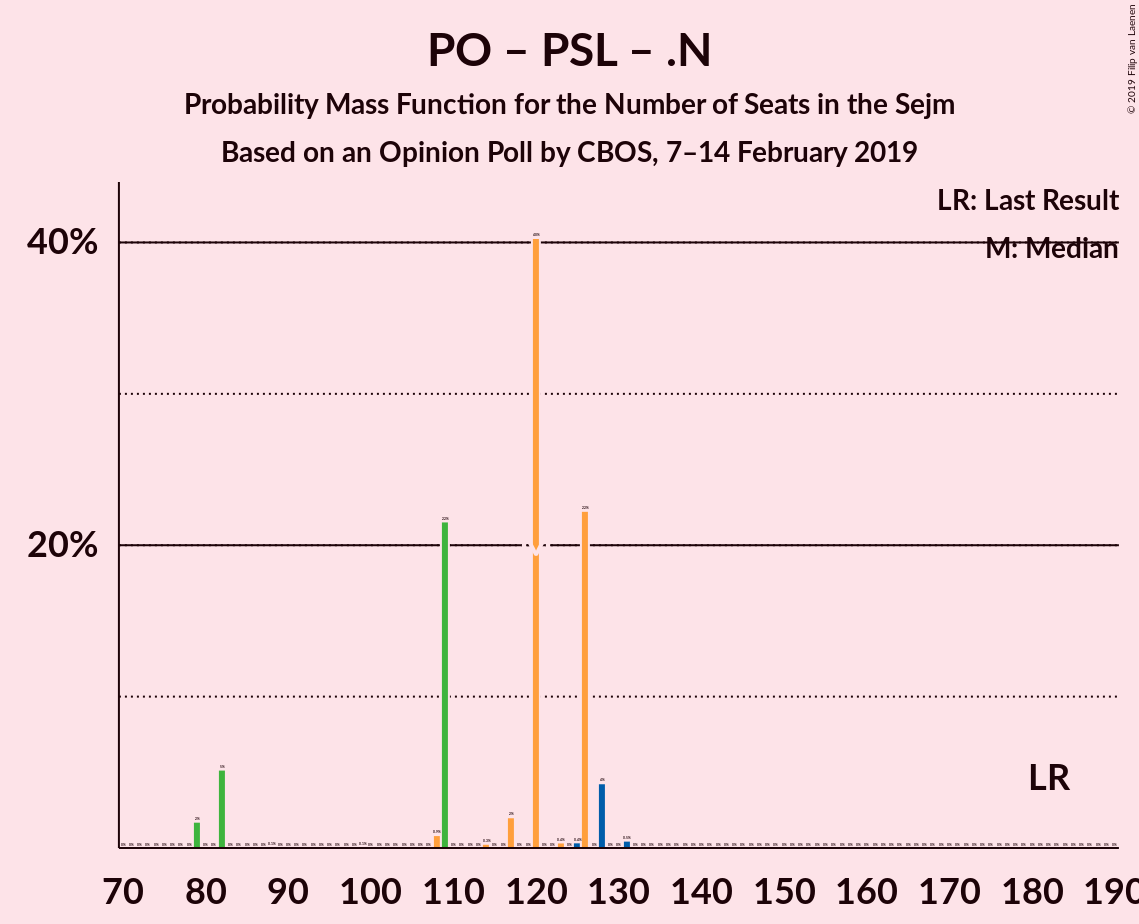 PO – PSL – .N
Probability Mass Function for the Number of Seats in the Sejm
Based on an Opinion Poll by CBOS, 7–14 February 2019
© 2019 Filip van Laenen
LR: Last Result
M: Median
40%
20%
LR
70 80 90 100 110 120 130 140 150 160 170 180 190